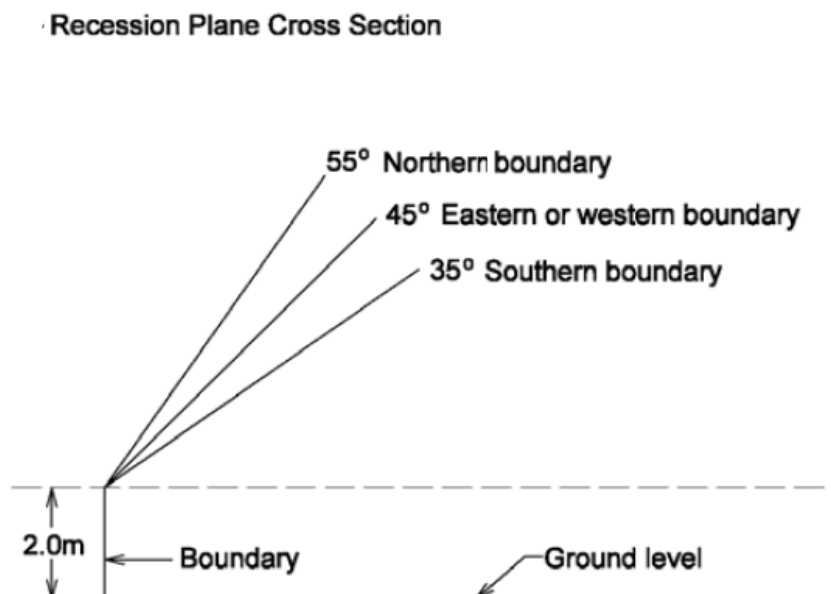 Recession Plane Cross Section
55° Northern boundary
45° Eastern or western boundary
35° Southern boundary
2.0m
Boundary
Ground level